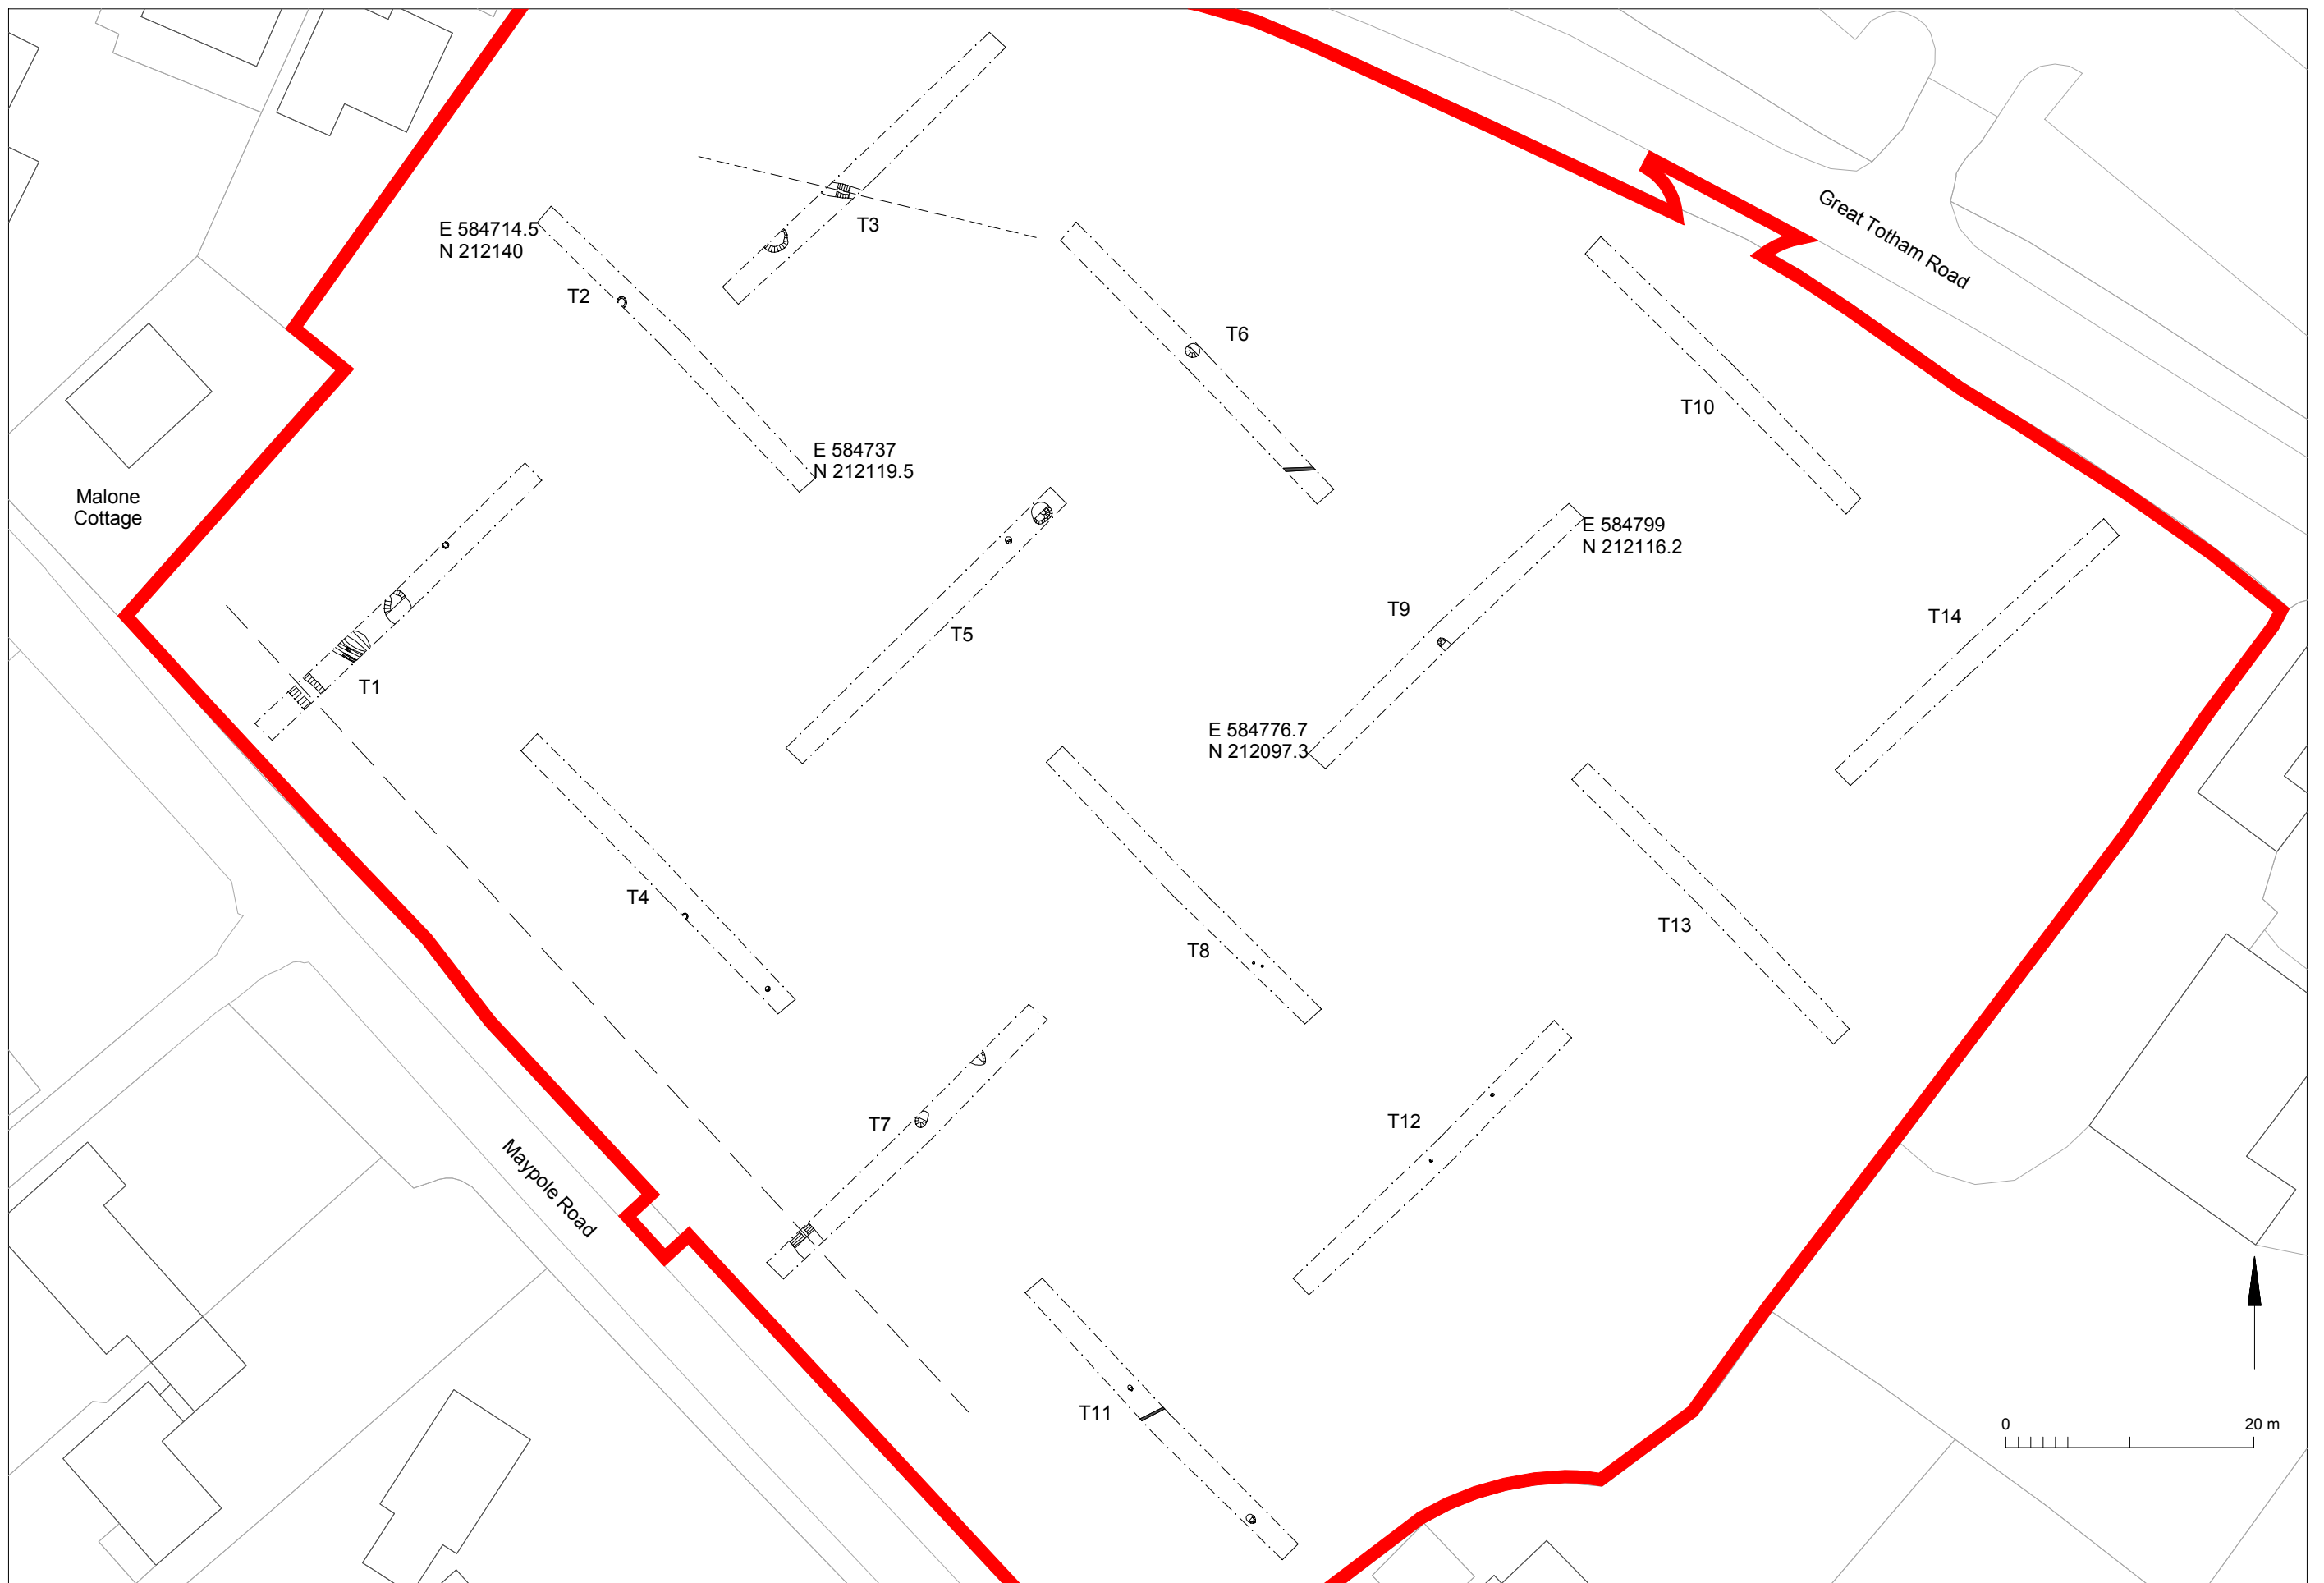 Great Totham Road
T3
E 584714.5
N 212140
T2
T6
T10
E 584737
N 212119.5
Malone
Cottage
E 584799
N 212116.2
T9
T14
T5
T1
E 584776.7
N 212097.3
T4
T13
T8
T7
T12
Maypole Road
T11
0 20 m